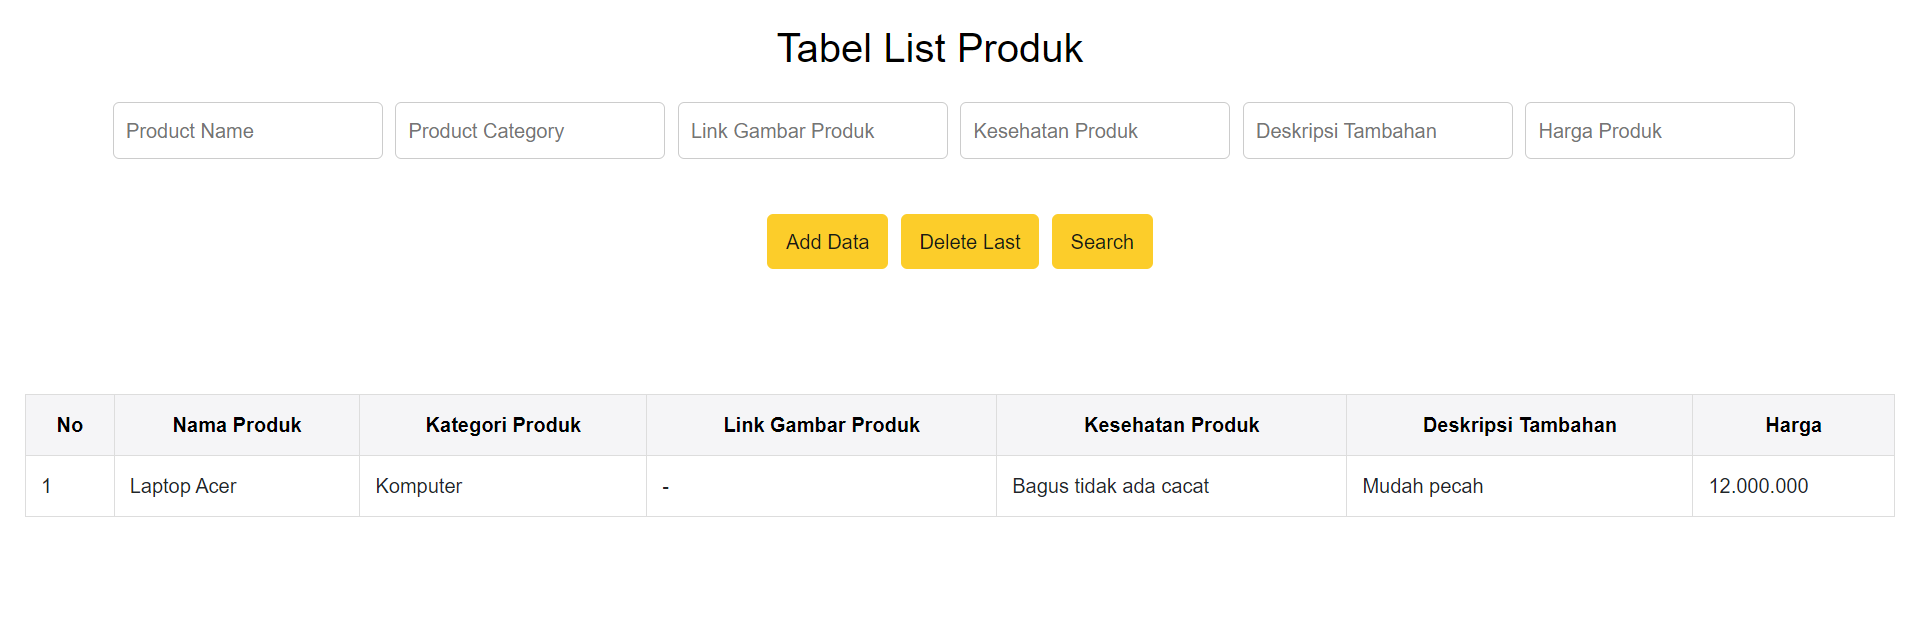 Tabel List Produk
Product Name Product Category Link Gambar Produk Kesehatan Produk Deskripsi Tambahan Harga Produk
Add Data Delete Last Search
No Nama Produk Kategori Produk Link Gambar Produk Kesehatan Produk Deskripsi Tambahan Harga
1 Laptop Acer Komputer - Bagus tidak ada cacat Mudah pecah 12.000.000